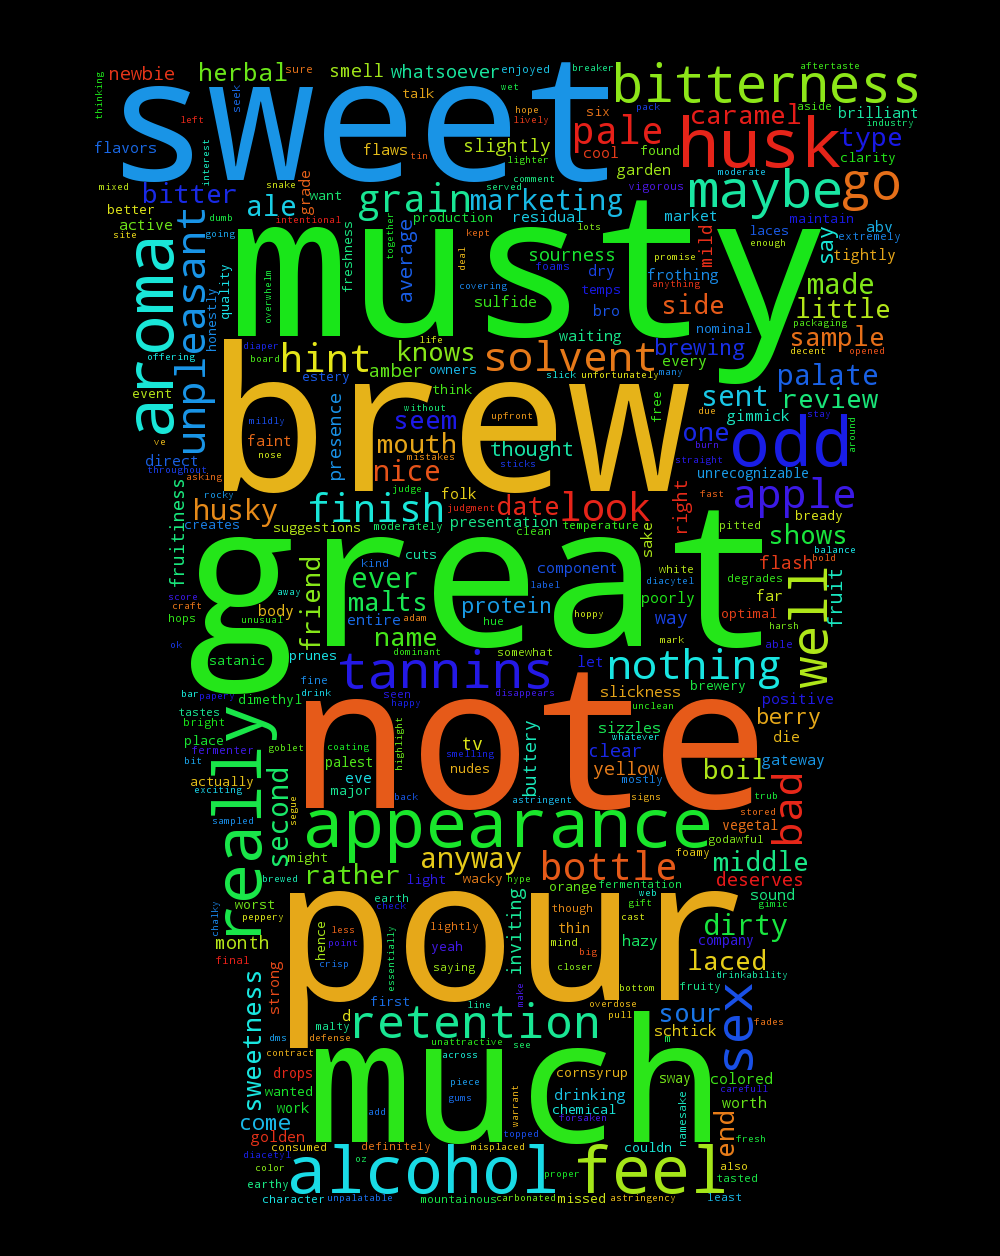 sweet
bitterness
aftertaste
newbie
herbal
sure
smell
whatsoever
enjoyed
breaker
thinking
seek
talk
wet
pack
aside
caramel
brilliant
industry
left
hope
lively
six
pale
husk
type
flavors
interest
flaws
tin
slightly
lighter
cool
found
garden
clarity
mixed
snake
grade
want
comment
served
vigorous
moderate
maybe
go
bitter
better
active
dumb
ale
intentional
grain
marketing
production
residual
lots
market
laces
maintain
enough
abv
site
going
unpleasant
aroma
honestly
quality
musty
freshness
together
average
kept
deal
sourness
foams
dry
promise
mild
frothing
anything
say
extremely
tightly
overwhelm
covering
sulfide
temps
bro
side
made
little
packaging
nominal
offering
diaper
board
life
waiting
sample
decent
opened
event
hint
knows
amber
owners
solvent
slick
unfortunately
brewing
every
many
palate
estery
think
brew
sent
review
ve
mildly
faint
nose
presence
without
seem
upfront
free
due
gimmick
stay
direct
throughout
asking
mouth
mistakes
thought
sticks
one
burn
straight
odd
around
unrecognizable
rocky
nice
judge
folk
judgment
date
look
right
fast
apple
husky
creates
finish
suggestions
moderately
presentation
clean
temperature
sake
pitted
bready
balance
shows
fruitiness
cuts
kind
great
component
white
diacytel
flash
bold
degrades
score
craft
hops
away
friend
ever
malts
body
entire
adam
protein
label
hue
hoppy
poorly
way
far
optimal
harsh
fruit
well
unusual
name
ok
satanic
prunes
dominant
tannins
somewhat
let
nothing
mark
able
bar
papery
dimethyl
fine
drink
seen
happy
disappears
slickness
unclean
brewery
positive
tastes
bright
place
fermenter
bit
goblet
really
note
coating
highlight
tv
smelling
nudes
buttery
sizzles
whatever
clear
berry
die
gateway
actually
exciting
second
palest
eve
major
yellow
mostly
boil
bad
segue
back
astringent
signs
stored
trub
sampled
appearance
vegetal
godawful
might
anyway
foamy
middle
brewed
rather
light
wacky
hype
bottle
deserves
worst
peppery
earth
check
inviting
orange
fermentation
web
gift
sound
gimic
chalky
month
final
hence
less
point
crisp
essentially
lightly
yeah
saying
pour
though
thin
mind
big
closer
cast
hazy
dirty
company
laced
drinkability
strong
sweetness
first
line
make
overdose
pull
bottom
fruity
sour
sex
fades
d
malty
defense
dms
contract
retention
unattractive
across
see
schtick
m
drops
wanted
work
come
golden
much
piece
gums
add
warrant
cornsyrup
drinking
chemical
forsaken
sway
namesake
colored
carefull
worth
end
fresh
consumed
diacetyl
color
earthy
definitely
oz
misplaced
topped
couldn
also
tasted
alcohol
proper
feel
character
unpalatable
mountainous
carbonated
missed
astringency
least